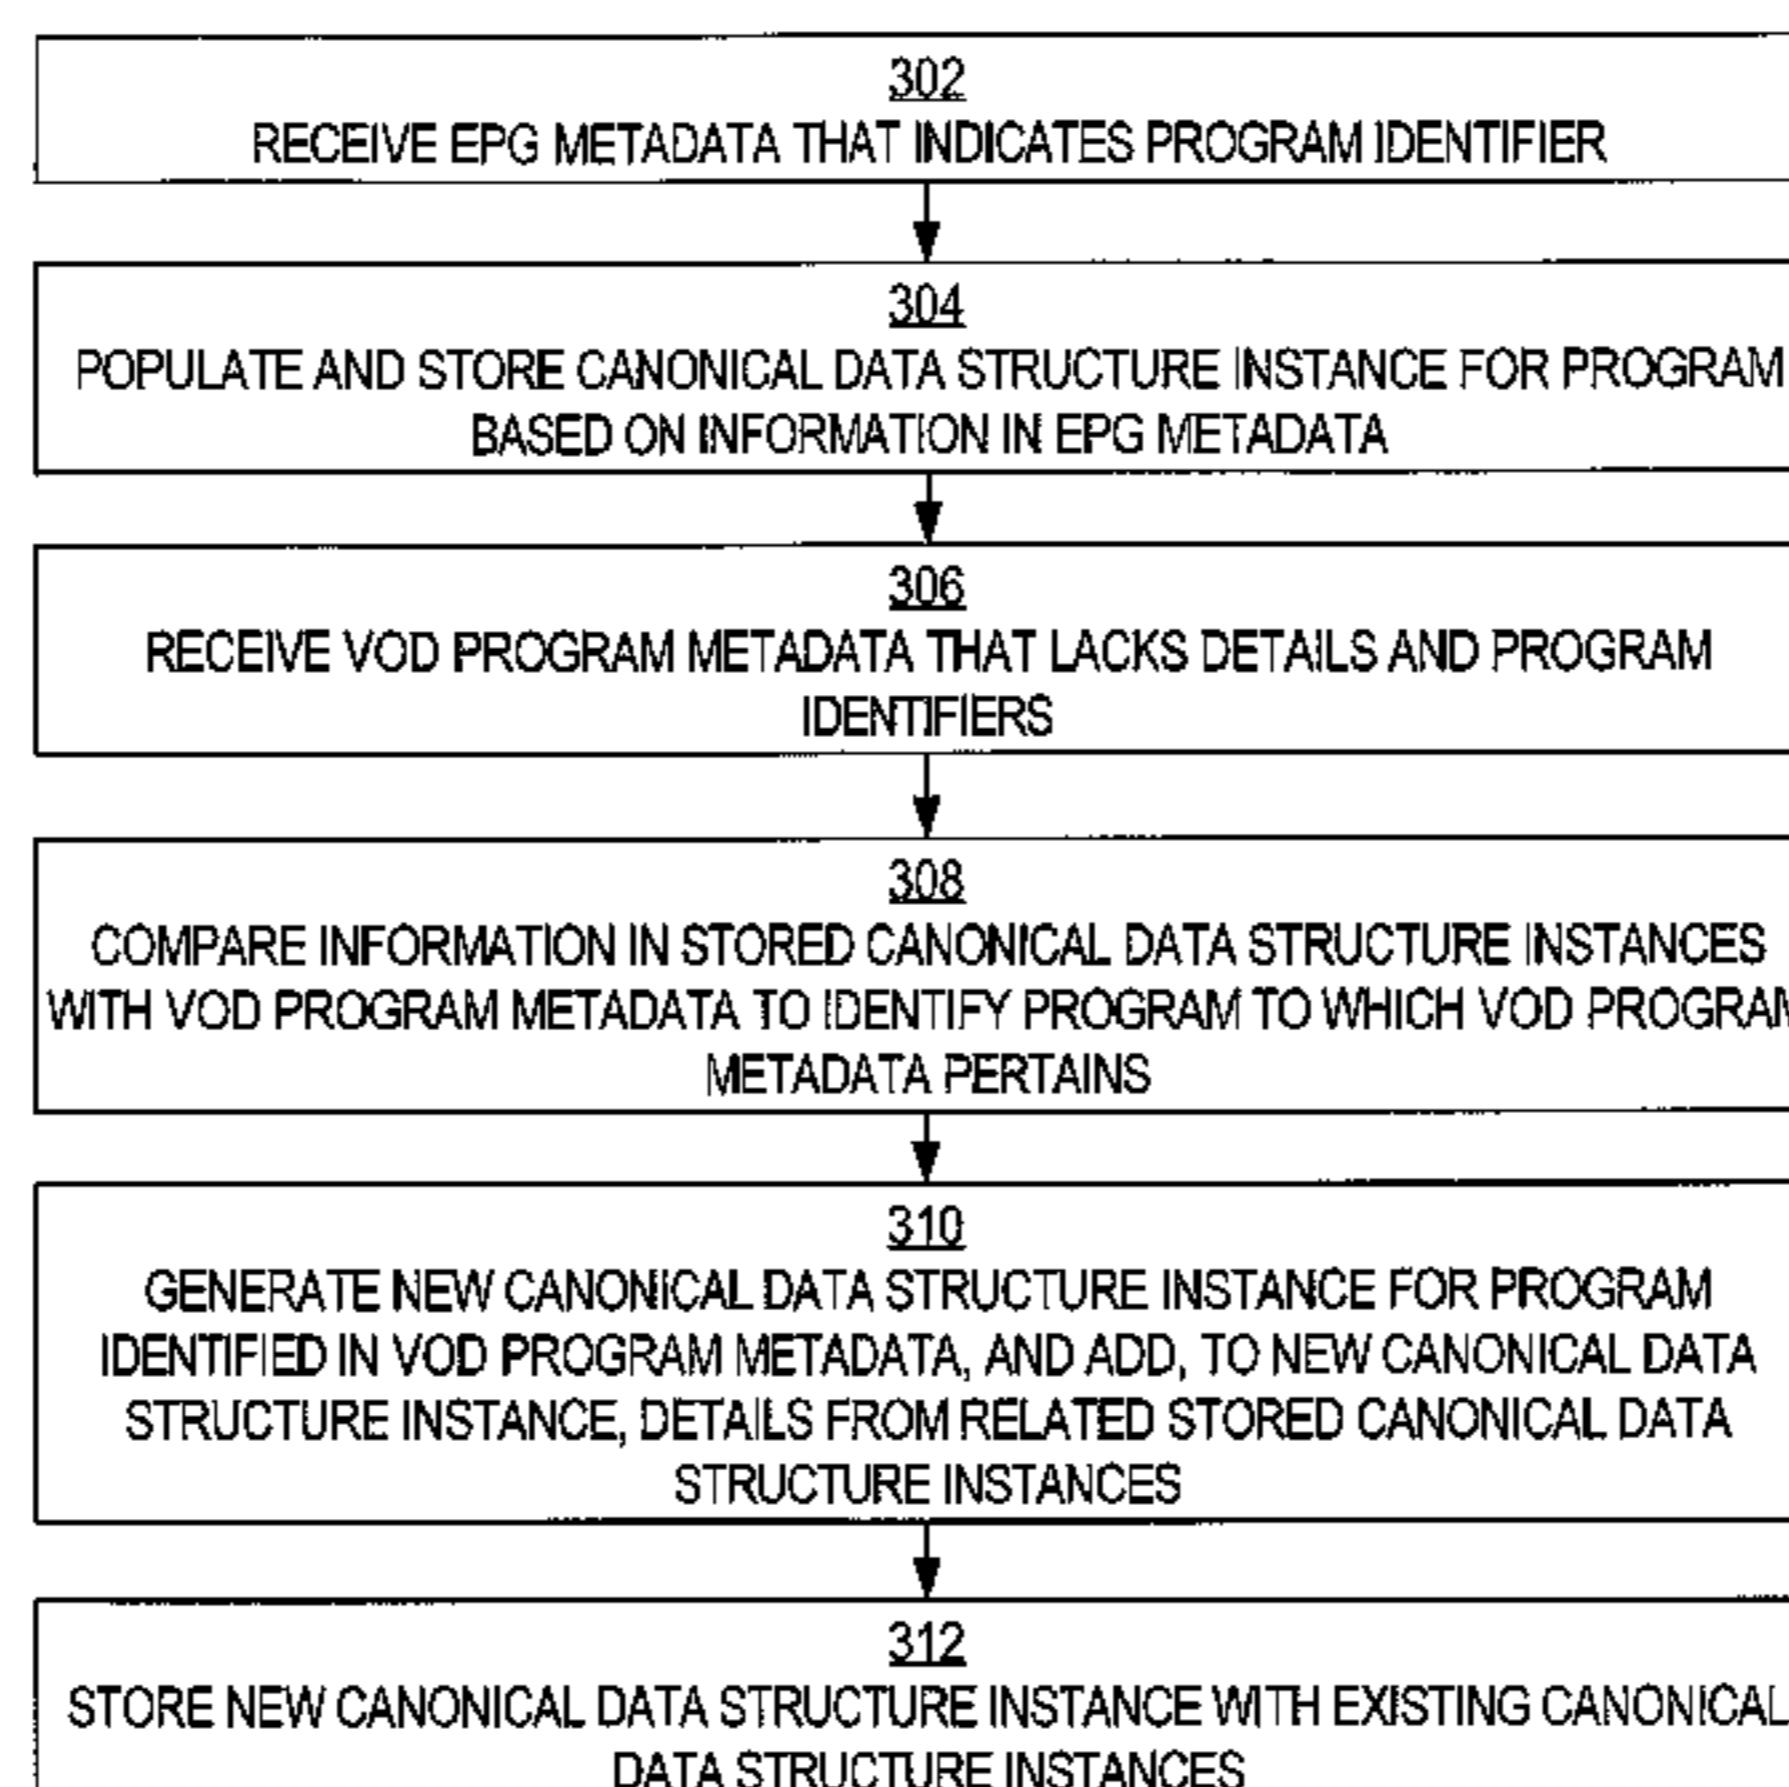 302
RECEIVE EPG METADATA THAT INDICATES PROGRAM IDENTIFIER
304
POPULATE AND STORE CANONICAL DATA STRUCTURE INSTANCE FOR PROGRAM
BASED ON INFORMATION IN EPG METADATA
306
RECEIVE VOD PROGRAM METADATA THAT LACKS DETAILS AND PROGRAM
IDENTIFIERS
308
COMPARE INFORMATION IN STORED CANONICAL DATA STRUCTURE INSTANCES
WITH VOD PROGRAM METADATA TO IDENTIFY PROGRAM TO WHICH VOD PROGRAM
METADATA PERTAINS
310
GENERATE NEW CANONICAL DATA STRUCTURE INSTANCE FOR PROGRAM
IDENTIFIED IN VOD PROGRAM METADATA, AND ADD, TO NEW CANONICAL DATA
STRUCTURE INSTANCE, DETAILS FROM RELATED STORED CANONICAL DATA
STRUCTURE INSTANCES
312
STORE NEW CANONICAL DATA STRUCTURE INSTANCE WITH EXISTING CANONICAL
DATA STRUCTURE INSTANCES